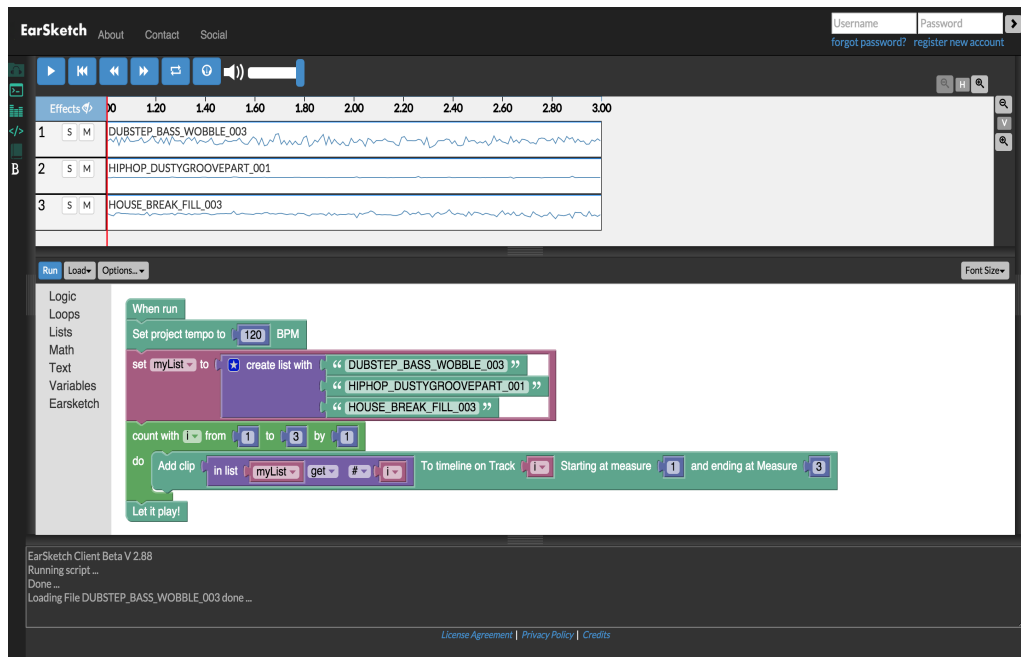 EarSketch About Contact Social Username Password
forgot password? register new account
H
Effects 00 1.20 1.40 1.60 1.80 2.00 2.20 2.40 2.60 2.80 3.00
V
1 S M DUBSTEP_BASS_WOBBLE_003
2 S M HIPHOP_DUSTYGROOVEPART_001
3 S M HOUSE_BREAK_FILL_003
</>
B
Run Load Options... Font Size
Logic
Loops
Lists
Math
Text
Variables
Earsketch
When run
Set project tempo to 120 BPM
set myList to create list with “ DUBSTEP_BASS_WOBBLE_003 ”
“ HIPHOP_DUSTYGROOVEPART_001 ”
“ HOUSE_BREAK_FILL_003 ”
count with i from 1 to 3 by 1
do Add clip in list myList get # i To timeline on Track i Starting at measure 1 and ending at Measure 3
Let it play!
EarSketch Client Beta V 2.88
Running script ...
Done ...
Loading File DUBSTEP_BASS_WOBBLE_003 done ...
License Agreement | Privacy Policy | Credits